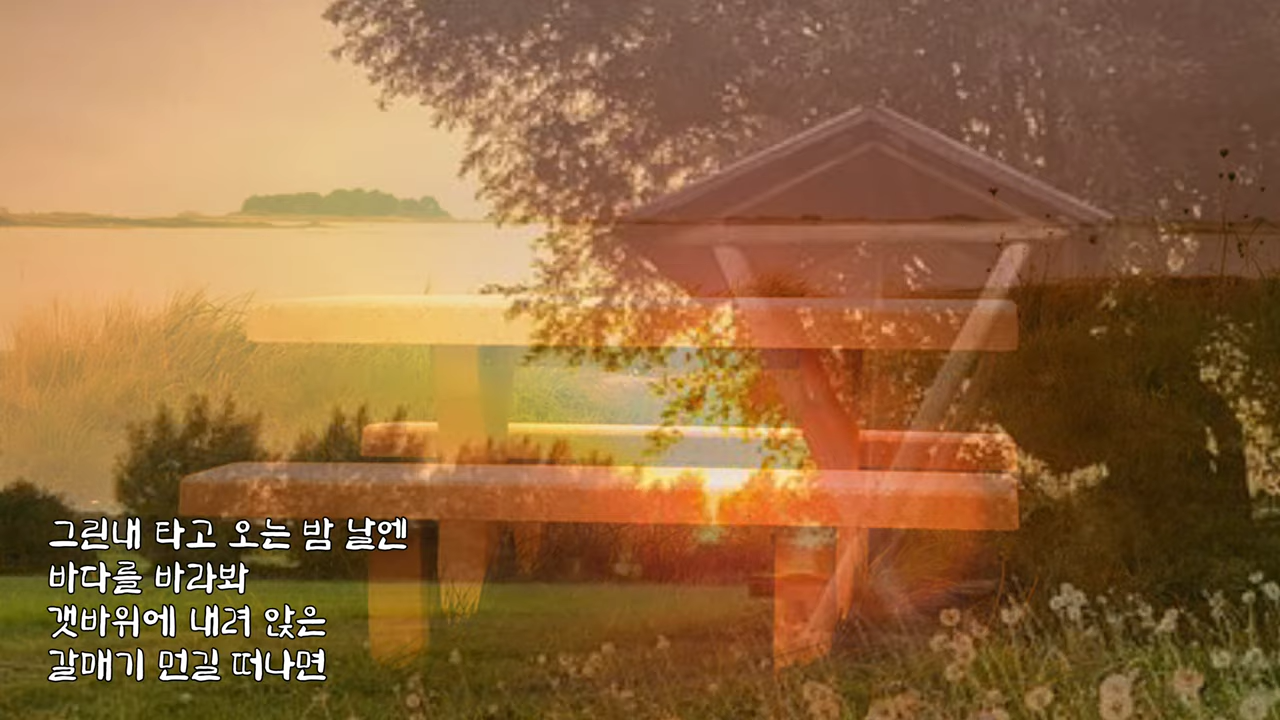 그린내 타고 오는 밤 날엔
바다를 바라봐
갯바위에 내려 앉은
갈매기 먼길 떠나면